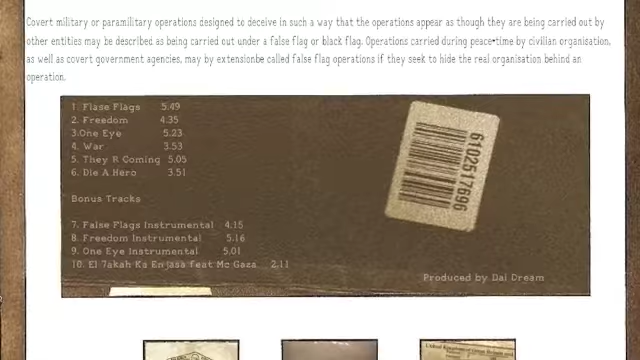 Covert military or paramilitary operations designed to deceive in such a way that the operations appear as though they are being carried out by
other entities may be described as being carried out under a false flag or black flag. Operations carried during peace-time by civilian organisation,
as well as covert government agencies, may by extensionbe called false flag operations if they seek to hide the real organisation behind an
operation.
1. Flase Flags 5.49
2. Freedom 4:35
3.One Eye 5.23
4. War 3.53
5. They R Coming 5.05
6. Die A Hero 3.51
Bonus Tracks
7. False Flags Instrumental 4.15
8. Freedom Instrumental 5.16
9. One Eye Instrumental 5.01
10. El 7akah Ka Enjasa feat Mc Gaza 2.11
6102517696
Produced by Dai Dream